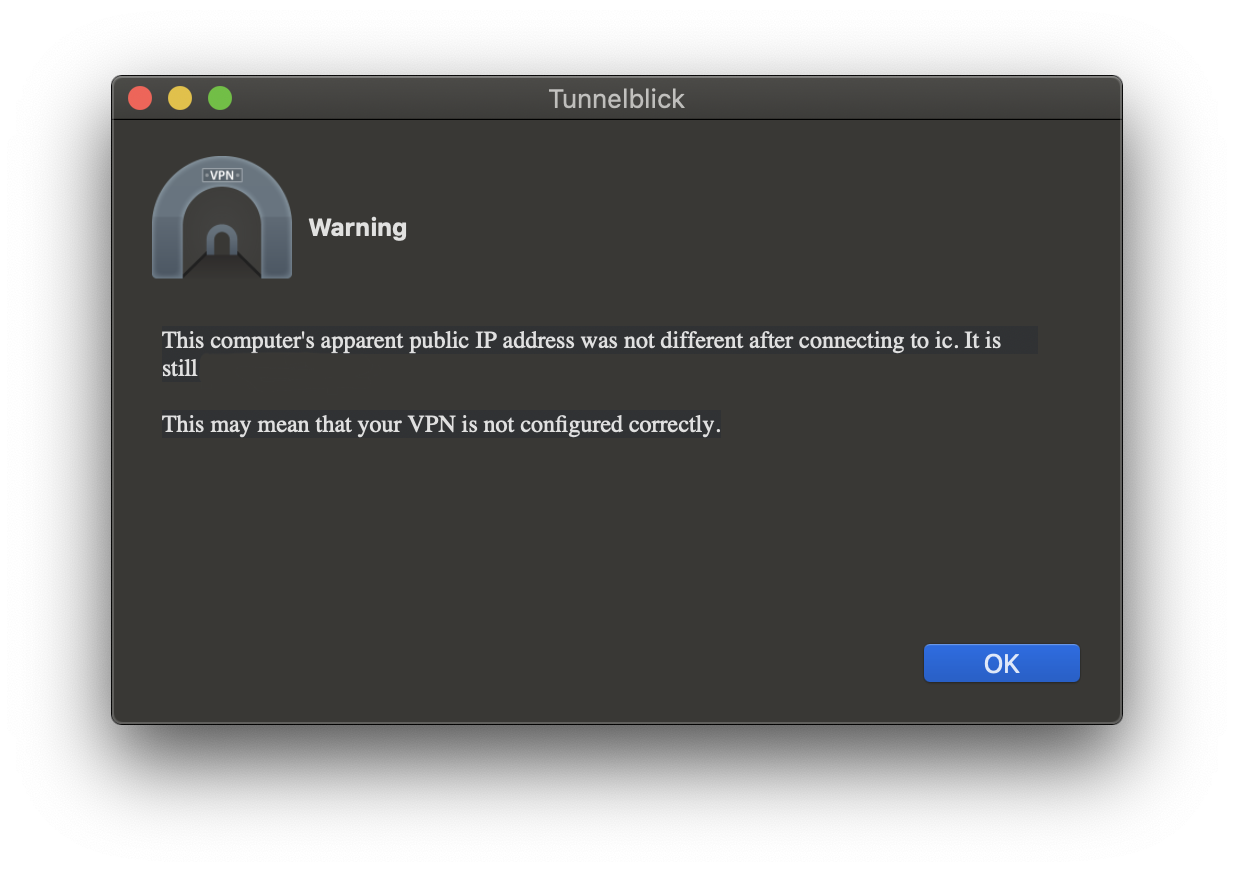 Tunnelblick
VPN
Warning
This computer's apparent public IP address was not different after connecting to ic. It is
still
This may mean that your VPN is not configured correctly.
OK